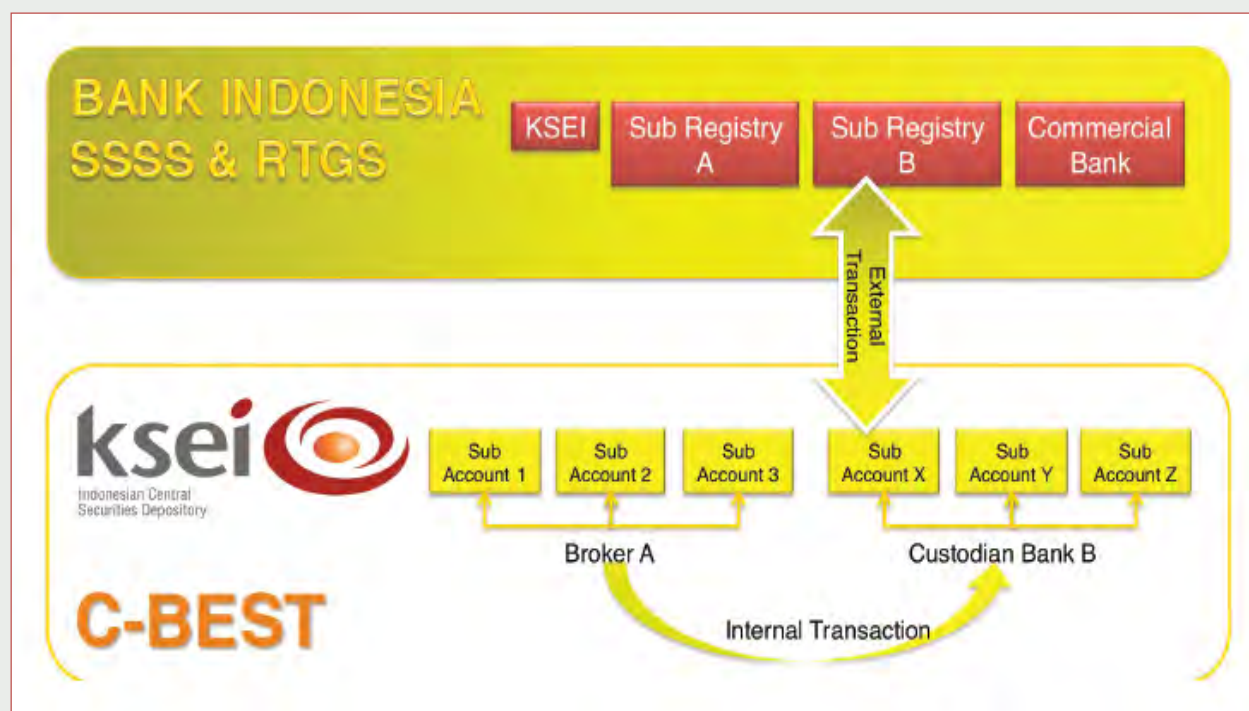 BANK INDONESIA
SSSS & RTGS
KSEI
Sub Registry
A
Sub Registry
B
Commercial
Bank
External
Transaction
ksei
Indonesian Central
Securities Depository
Sub
Account 1
Sub
Account 2
Sub
Account 3
Sub
Account X
Sub
Account Y
Sub
Account Z
Broker A
Custodian Bank B
C-BEST
Internal Transaction